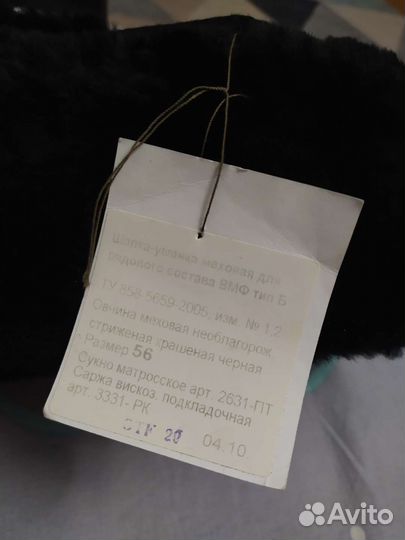 Шапка-ушанка меховая для
рядового состава ВМФ тип Б
ТУ 858-5659-2005, изм. № 1,2
Овчина меховая необлагорож.
стриженая крашеная черная
Размер 56
Сукно матросское арт. 2631-ПТ
Саржа вискоз. подкладочная
арт. 3331- РК
04.10.
Avito